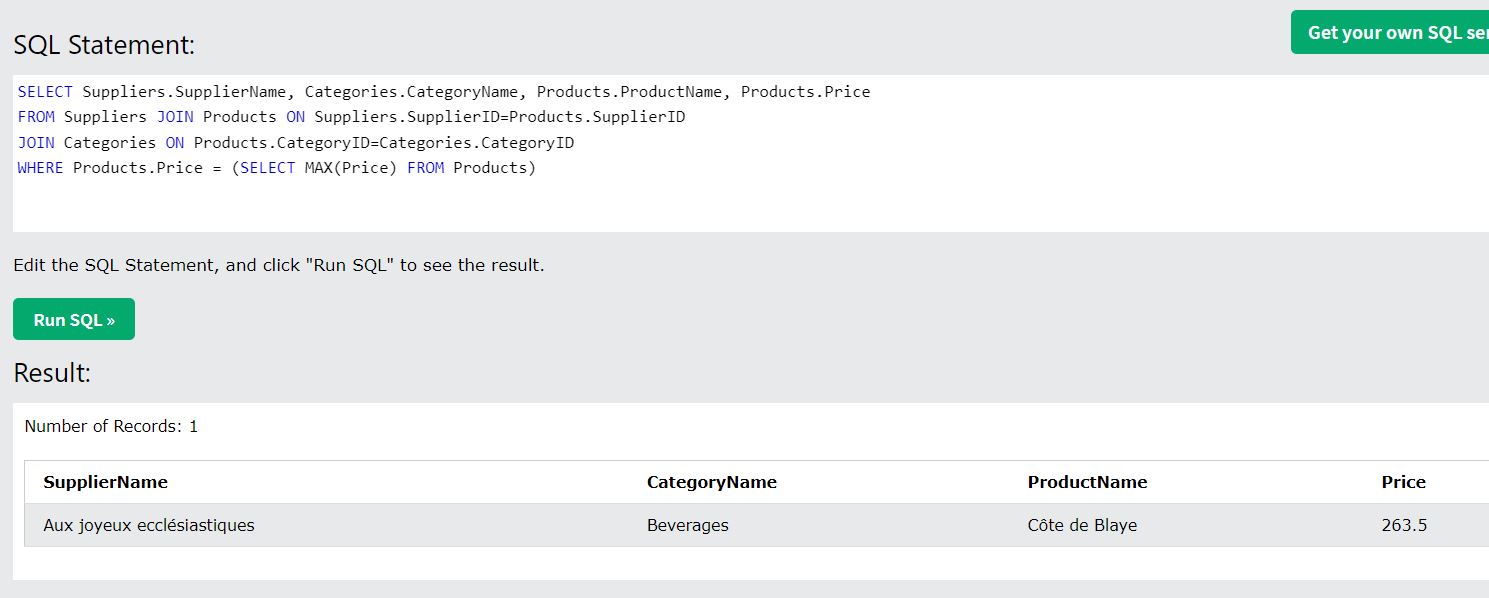 Get your own SQL
SQL Statement:
SELECT Suppliers.SupplierName, Categories.CategoryName, Products.ProductName, Products.Price
FROM Suppliers JOIN Products ON Suppliers.SupplierID=Products.SupplierID
JOIN Categories ON Products.CategoryID=Categories.CategoryID
WHERE Products.Price = (SELECT MAX(Price) FROM Products)
Edit the SQL Statement, and click "Run SQL" to see the result.
Run SQL »
Result:
Number of Records: 1
SupplierName CategoryName ProductName Price
Aux joyeux ecclésiastiques Beverages Côte de Blaye 263.5